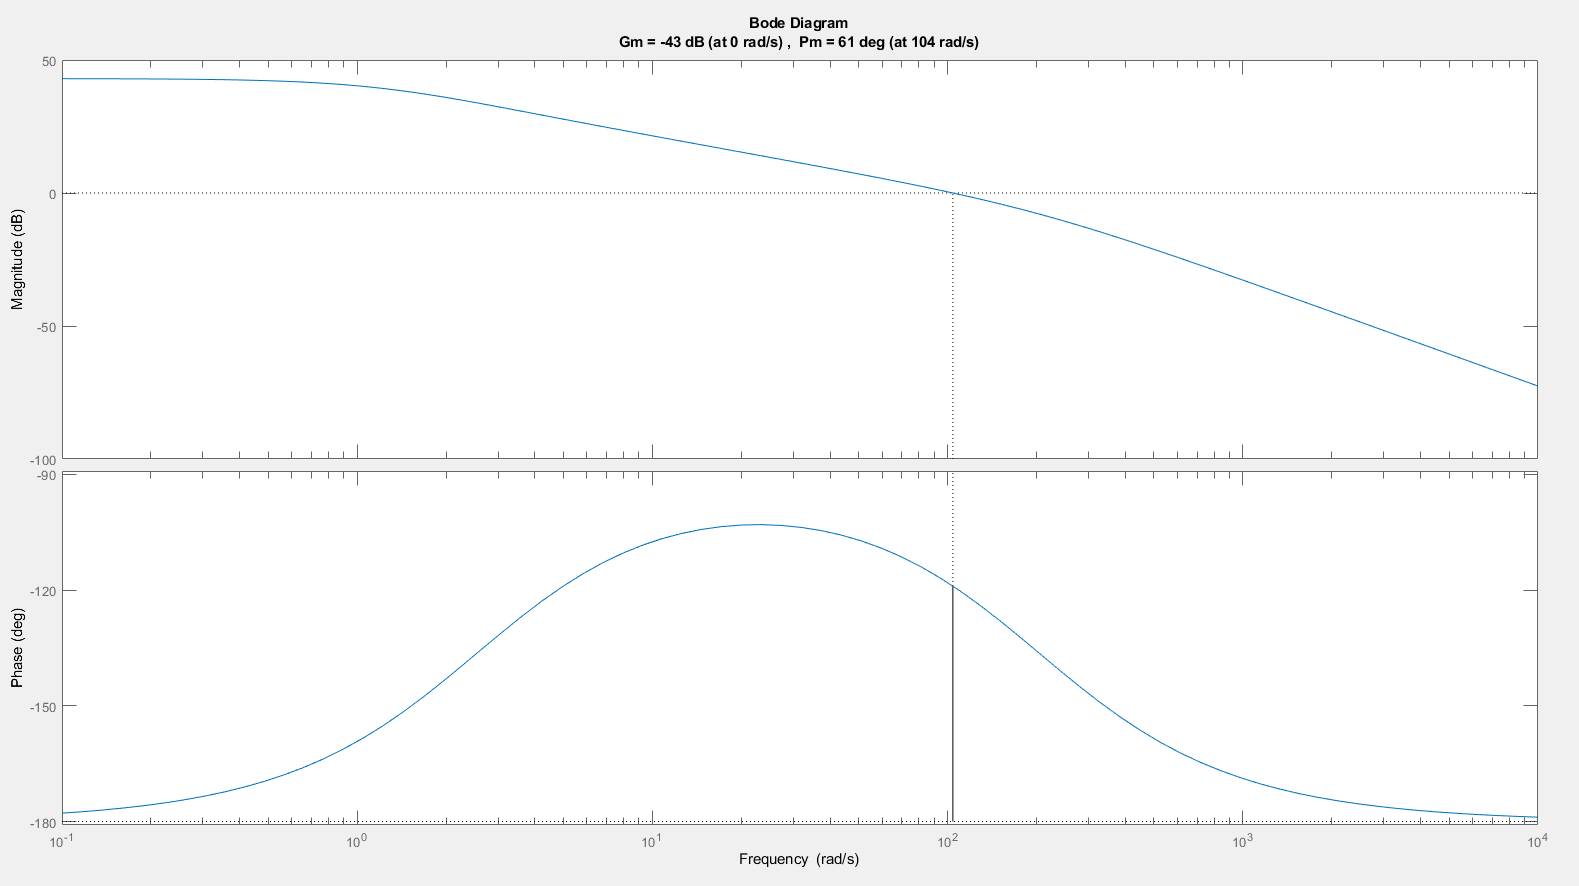 Bode Diagram
Gm = -43 dB (at 0 rad/s) ,  Pm = 61 deg (at 104 rad/s)
50
0
-50
-100
Magnitude (dB)
-90
-120
-150
-180
Phase (deg)
10^-1 10^0 10^1 10^2 10^3 10^4
Frequency (rad/s)